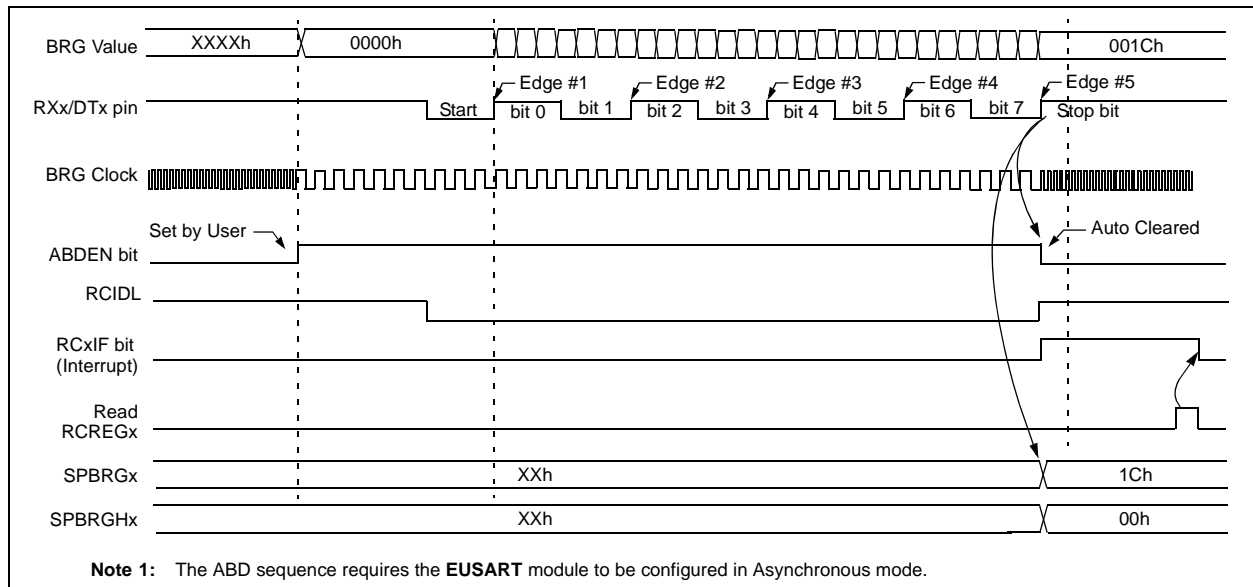 BRG Value XXXXh 0000h 001Ch
Edge #1 Edge #2 Edge #3 Edge #4 Edge #5
RXx/DTx pin Start bit 0 bit 1 bit 2 bit 3 bit 4 bit 5 bit 6 bit 7 Stop bit
BRG Clock
Set by User Auto Cleared
ABDEN bit
RCIDL
RCxIF bit
(Interrupt)
Read
RCREGx
SPBRGx XXh 1Ch
SPBRGHx XXh 00h
Note 1: The ABD sequence requires the EUSART module to be configured in Asynchronous mode.